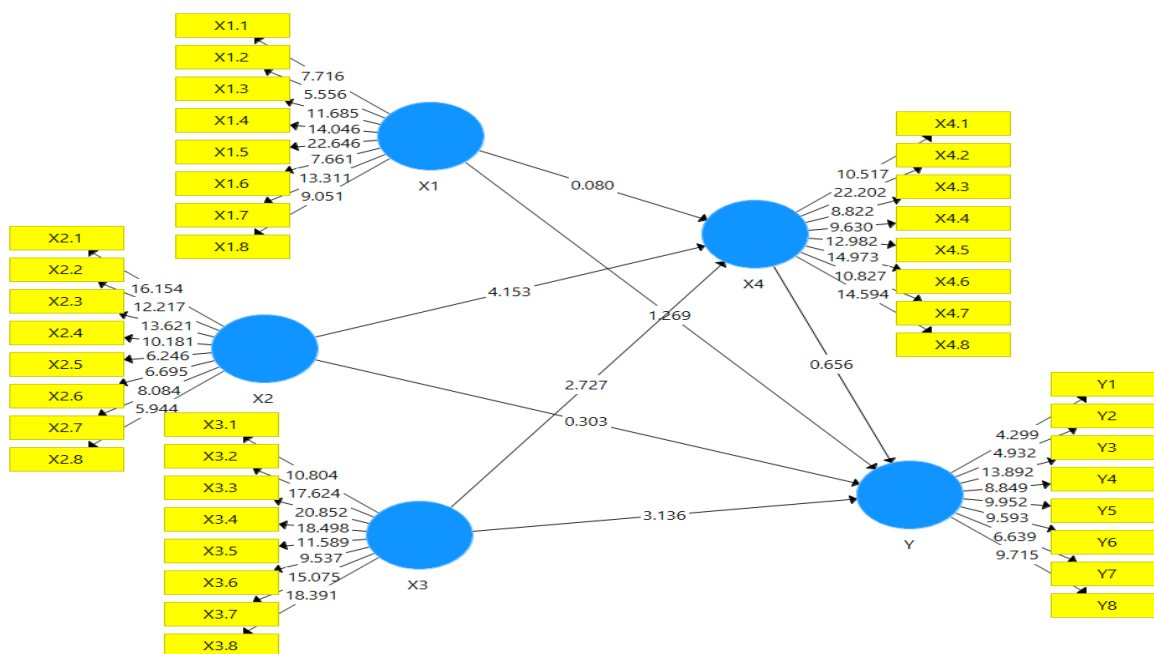 X1.1
X1.2
X1.3
X1.4
X1.5
X1.6
X1.7
X1.8
7.716
5.556
11.685
14.046
22.646
7.661
13.311
9.051
X1
X2.1
X2.2
X2.3
X2.4
X2.5
X2.6
X2.7
X2.8
16.154
12.217
13.621
10.181
6.246
6.695
8.084
5.944
X2
X3.1
X3.2
X3.3
X3.4
X3.5
X3.6
X3.7
X3.8
10.804
17.624
20.852
18.498
11.589
9.537
15.075
18.391
X3
0.080
4.153
1.269
2.727
0.303
3.136
0.656
X4
10.517
22.202
8.822
9.630
12.982
14.973
10.827
14.594
X4.1
X4.2
X4.3
X4.4
X4.5
X4.6
X4.7
X4.8
Y
4.299
4.932
13.892
8.849
9.952
9.593
6.639
9.715
Y1
Y2
Y3
Y4
Y5
Y6
Y7
Y8